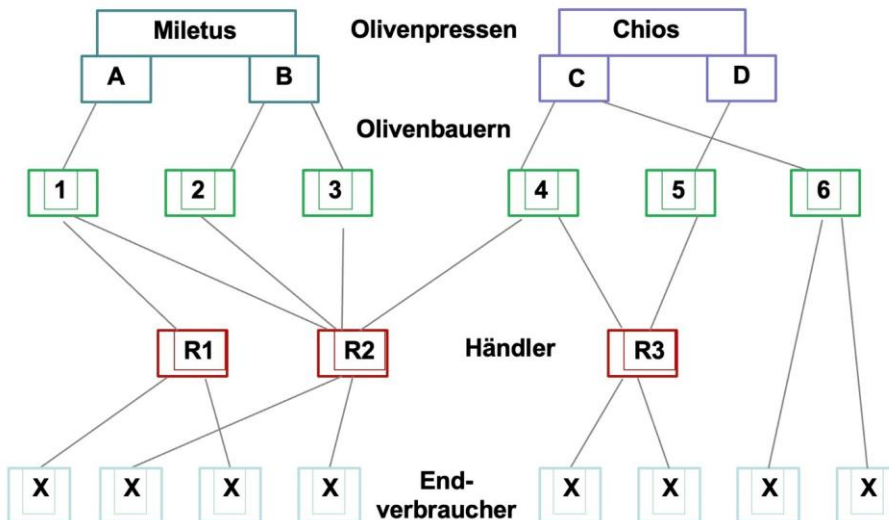 Miletus Olivenpressen Chios
A B C D
Olivenbauern
1 2 3 4 5 6
R1 R2 Händler R3
X X X X End- X X X X
verbraucher